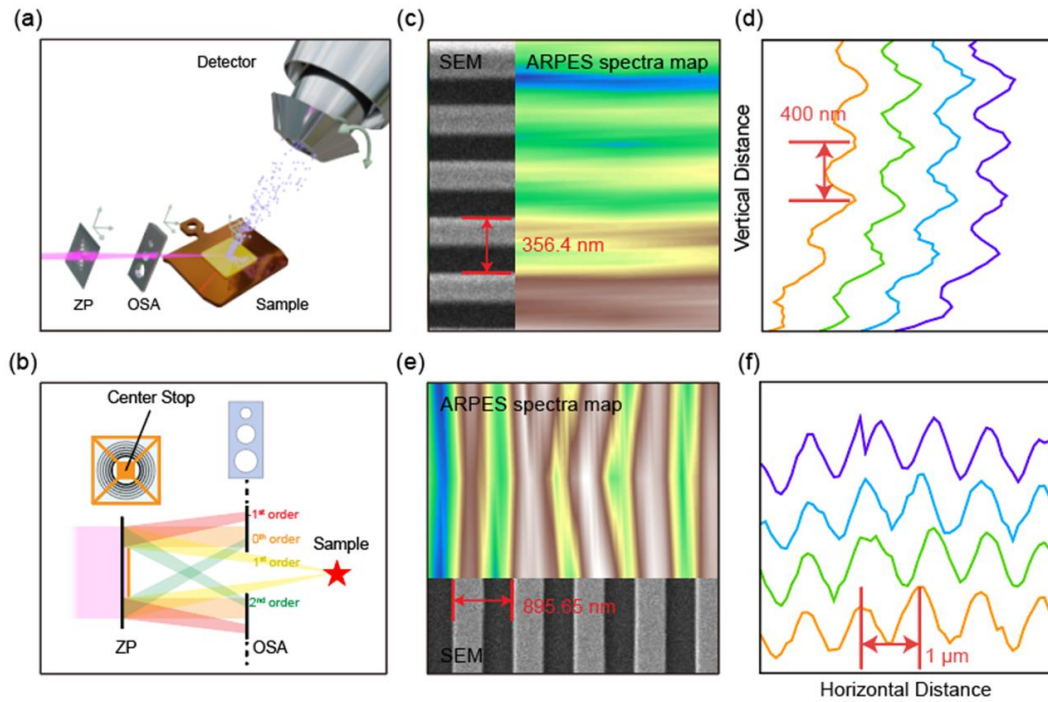 (a)
Detector
ZP
OSA
Sample
(b)
Center Stop
-1st order
0th order
1st order
2nd order
Sample
ZP
OSA
(c)
SEM
ARPES spectra map
356.4 nm
(d)
400 nm
Vertical Distance
(e)
ARPES spectra map
895.65 nm
SEM
(f)
1 μm
Horizontal Distance